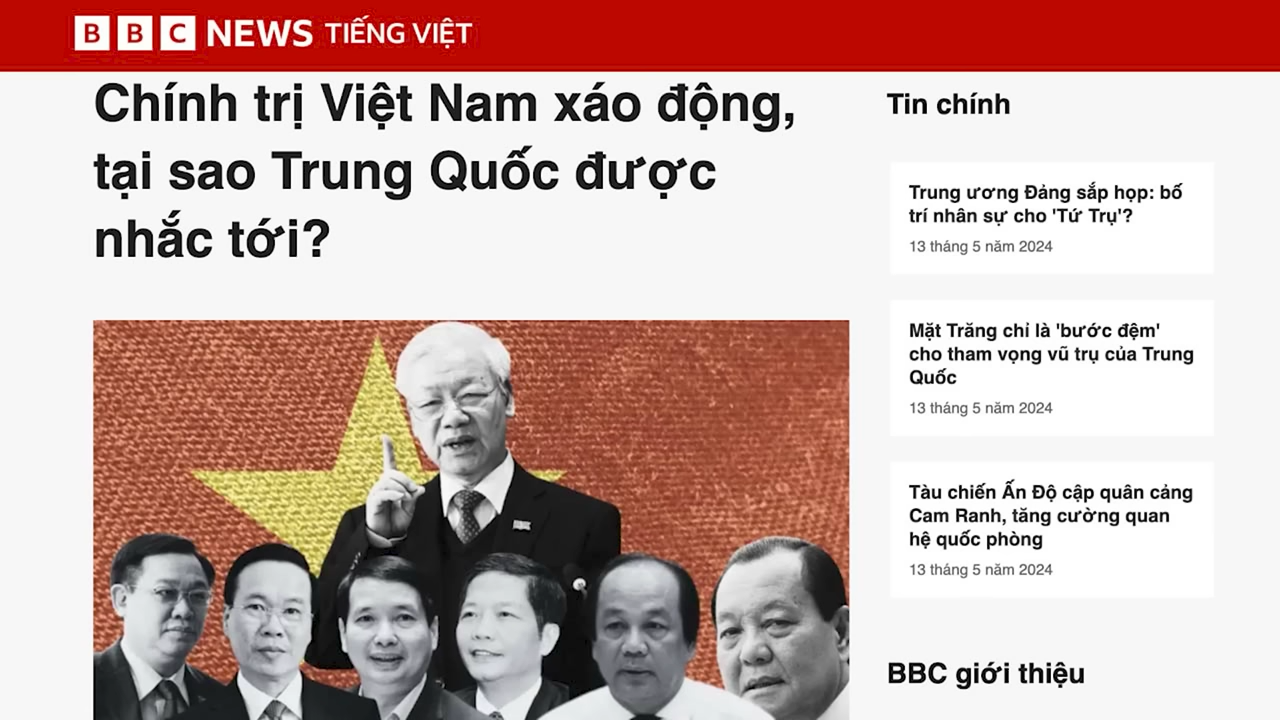 BBC NEWS TIẾNG VIỆT
Chính trị Việt Nam xáo động,
tại sao Trung Quốc được
nhắc tới?
Tin chính
Trung ương Đảng sắp họp: bố
trí nhân sự cho 'Tứ Trụ'?
13 tháng 5 năm 2024
Mặt Trăng chỉ là 'bước đệm'
cho tham vọng vũ trụ của Trung
Quốc
13 tháng 5 năm 2024
Tàu chiến Ấn Độ cập quân cảng
Cam Ranh, tăng cường quan
hệ quốc phòng
13 tháng 5 năm 2024
BBC giới thiệu